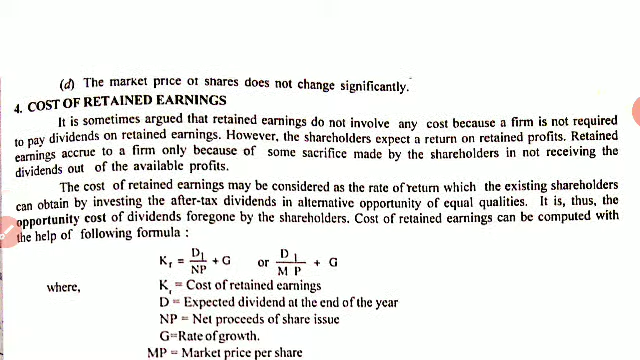 (d) The market price of shares does not change significantly.
4. COST OF RETAINED EARNINGS
It is sometimes argued that retained earnings do not involve any cost because a firm is not required
to pay dividends on retained earnings. However, the shareholders expect a return on retained profits. Retained
earnings accrue to a firm only because of some sacrifice made by the shareholders in not receiving the
dividends out of the available profits.
The cost of retained earnings may be considered as the rate of return which the existing shareholders
can obtain by investing the after-tax dividends in alternative opportunity of equal qualities. It is, thus, the
opportunity cost of dividends foregone by the shareholders. Cost of retained earnings can be computed with
the help of following formula :
Kr = D1/NP + G or D1/MP + G
where, Kr = Cost of retained earnings
D = Expected dividend at the end of the year
NP = Net proceeds of share issue
G=Rate of growth.
MP = Market price per share